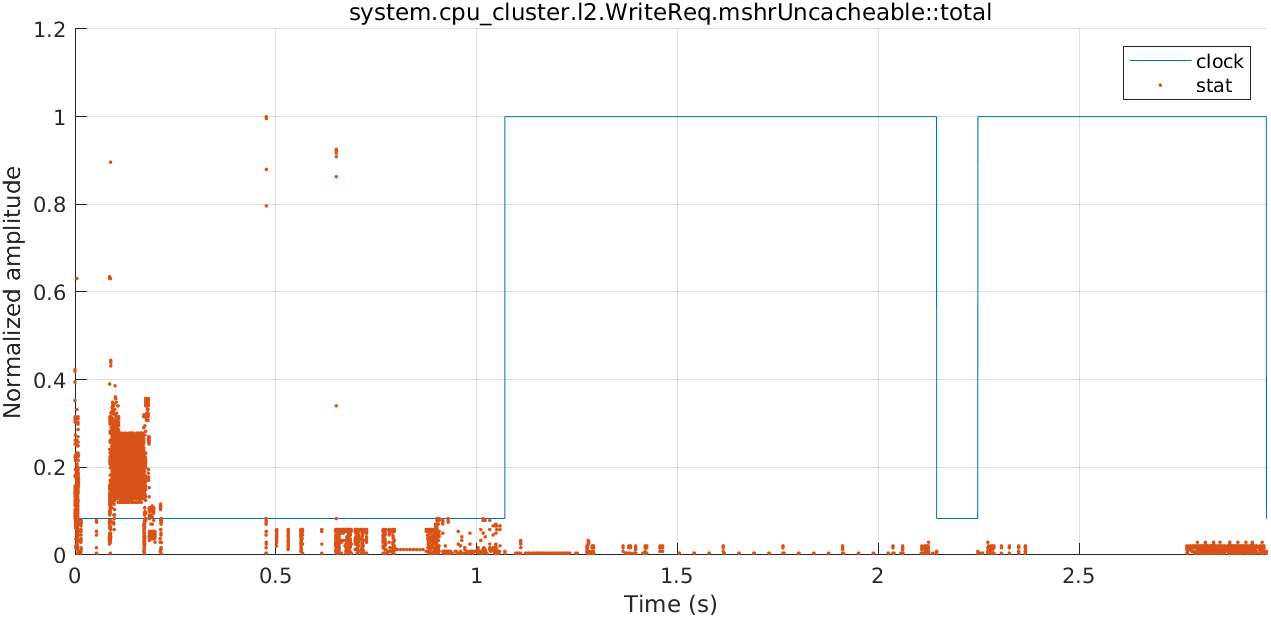 system.cpu_cluster.l2.WriteReq.mshrUncacheable::total
1.2
1
0.8
0.6
0.4
0.2
0
Normalized amplitude
clock
stat
0 0.5 1 1.5 2 2.5
Time (s)